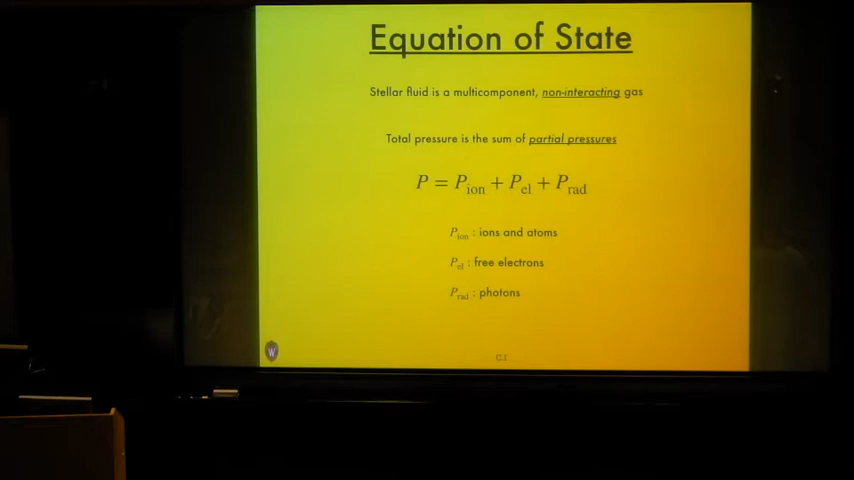 Equation of State
Stellar fluid is a multicomponent, non-interacting gas
Total pressure is the sum of partial pressures
P = P_ion + P_el + P_rad
P_ion : ions and atoms
P_el : free electrons
P_rad : photons
W